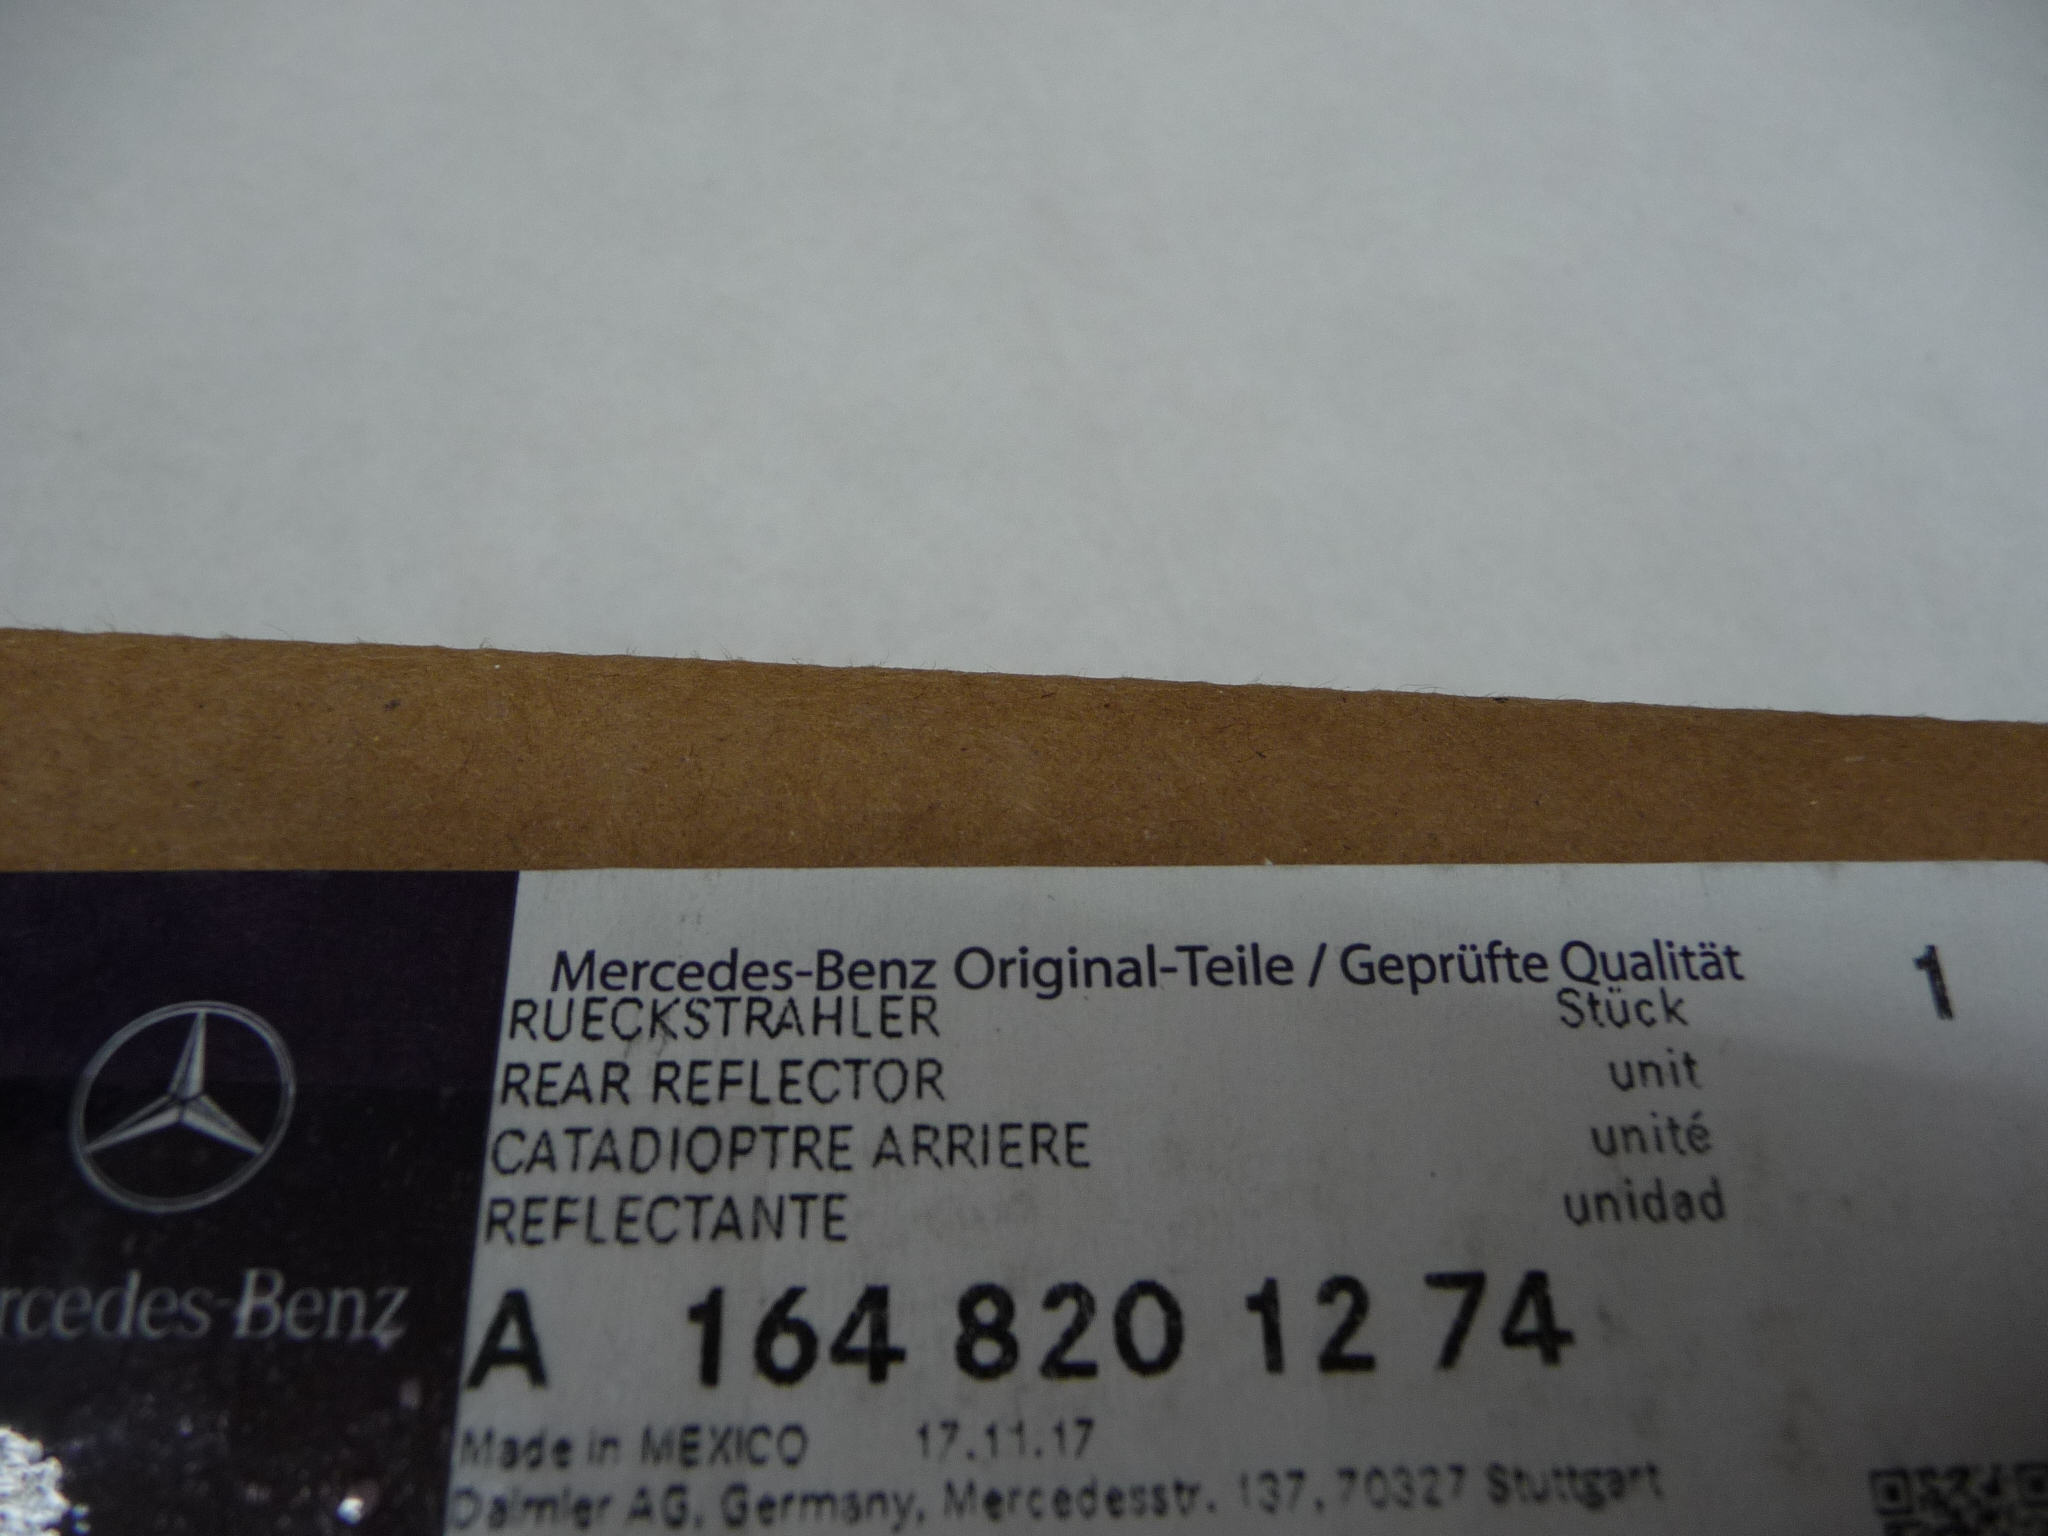 Mercedes-Benz Original-Teile / Geprüfte Qualität 1
RUECKSTRAHLER Stück
REAR REFLECTOR unit
CATADIOPTRE ARRIERE unité
REFLECTANTE unidad
rcedes-Benz
A 164 820 12 74
Made in MEXICO 17.11.17
Daimler AG, Germany, Mercedesstr. 137, 70327 Stuttgart